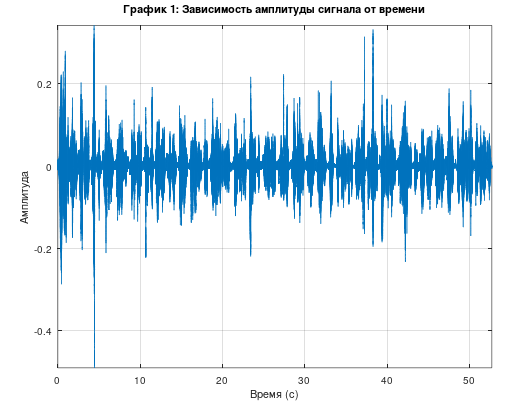 График 1: Зависимость амплитуды сигнала от времени
Амплитуда
0.2
0
-0.2
-0.4
0 10 20 30 40 50
Время (с)